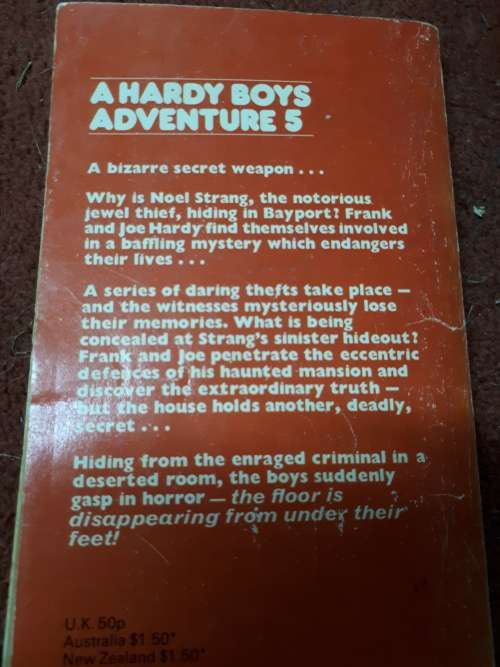 A HARDY BOYS
ADVENTURE 5
A bizarre secret weapon . . .
Why is Noel Strang, the notorious
jewel thief, hiding in Bayport? Frank
and Joe Hardy find themselves involved
in a baffling mystery which endangers
their lives . . .
A series of daring thefts take place —
and the witnesses mysteriously lose
their memories. What is being
concealed at Strang's sinister hideout?
Frank and Joe penetrate the eccentric
defences of his haunted mansion and
discover the extraordinary truth —
but the house holds another, deadly,
secret . . .
Hiding from the enraged criminal in a
deserted room, the boys suddenly
gasp in horror — the floor is
disappearing from under their
feet!
U.K. 50p
Australia $1.50*
New Zealand $1.50*